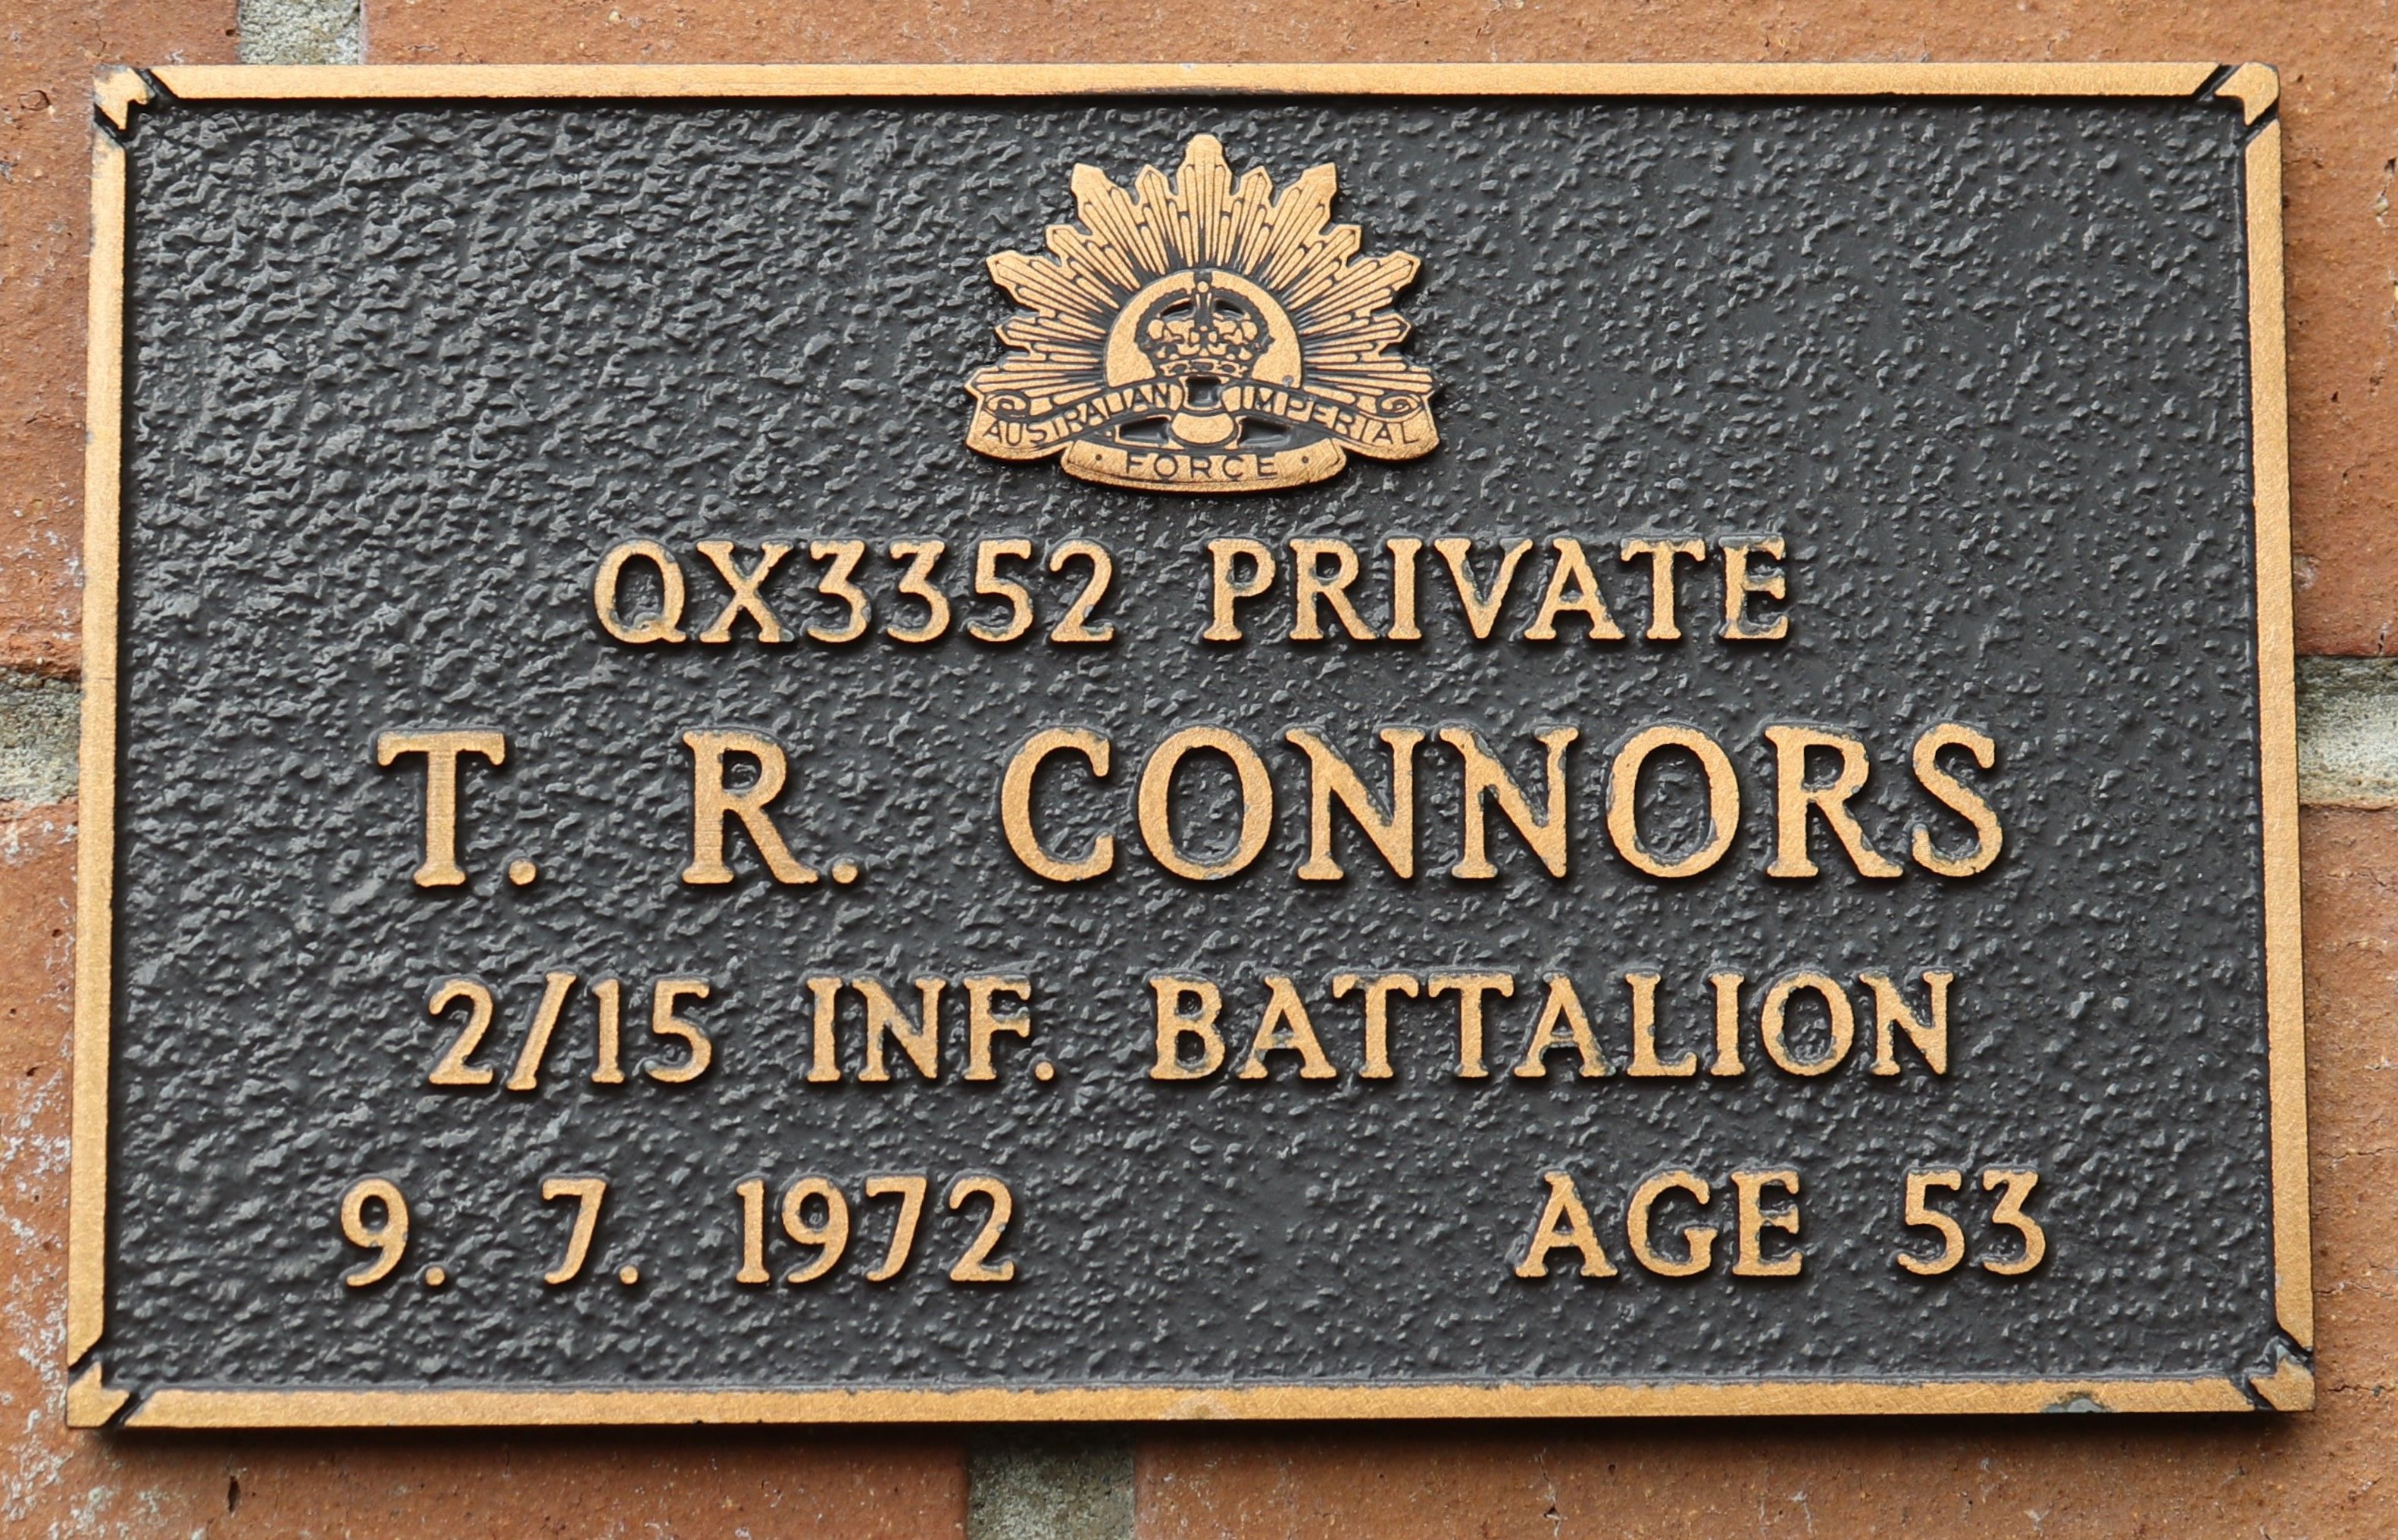 AUSTRALIAN IMPERIAL
FORCE
QX3352 PRIVATE
T. R. CONNORS
2/15 INF. BATTALION
9. 7. 1972 AGE 53